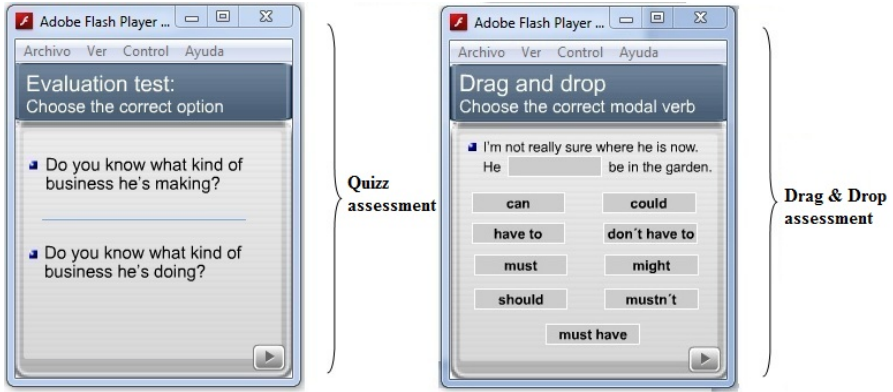 Adobe Flash Player ...
Archivo Ver Control Ayuda
Evaluation test:
Choose the correct option
Do you know what kind of
business he's making?
Do you know what kind of
business he's doing?
Quizz
assessment
Adobe Flash Player ...
Archivo Ver Control Ayuda
Drag and drop
Choose the correct modal verb
I'm not really sure where he is now.
He be in the garden.
can could
have to don´t have to
must might
should mustn´t
must have
Drag & Drop
assessment